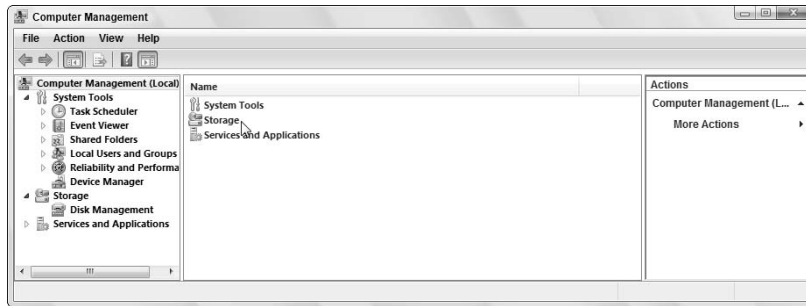 Computer Management
File Action View Help
Computer Management (Local)
System Tools
Task Scheduler
Event Viewer
Shared Folders
Local Users and Groups
Reliability and Performa
Device Manager
Storage
Disk Management
Services and Applications
Name
System Tools
Storage
Services and Applications
Actions
Computer Management (L...
More Actions